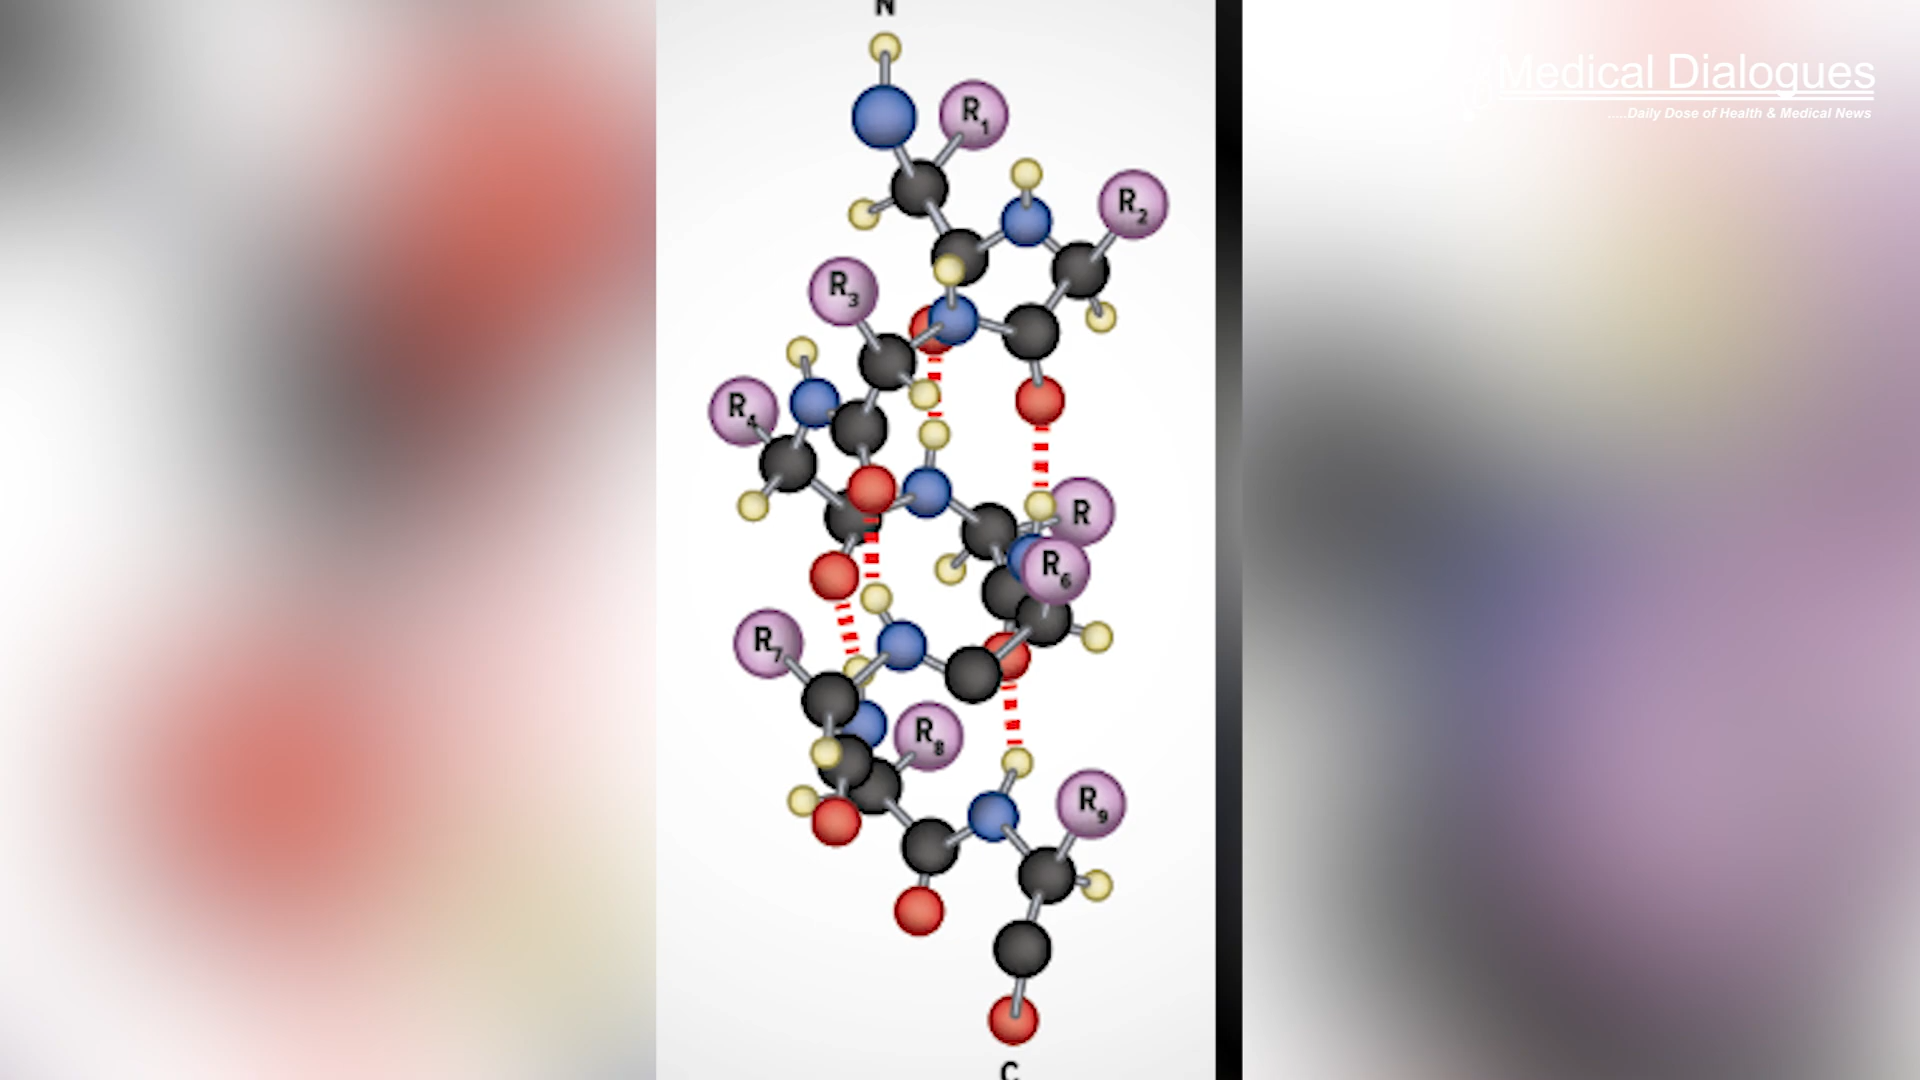 N
Medical Dialogues
.....Daily Dose of Health & Medical News
R1
R2
R3
R4
R
R6
R7
R8
R9
C